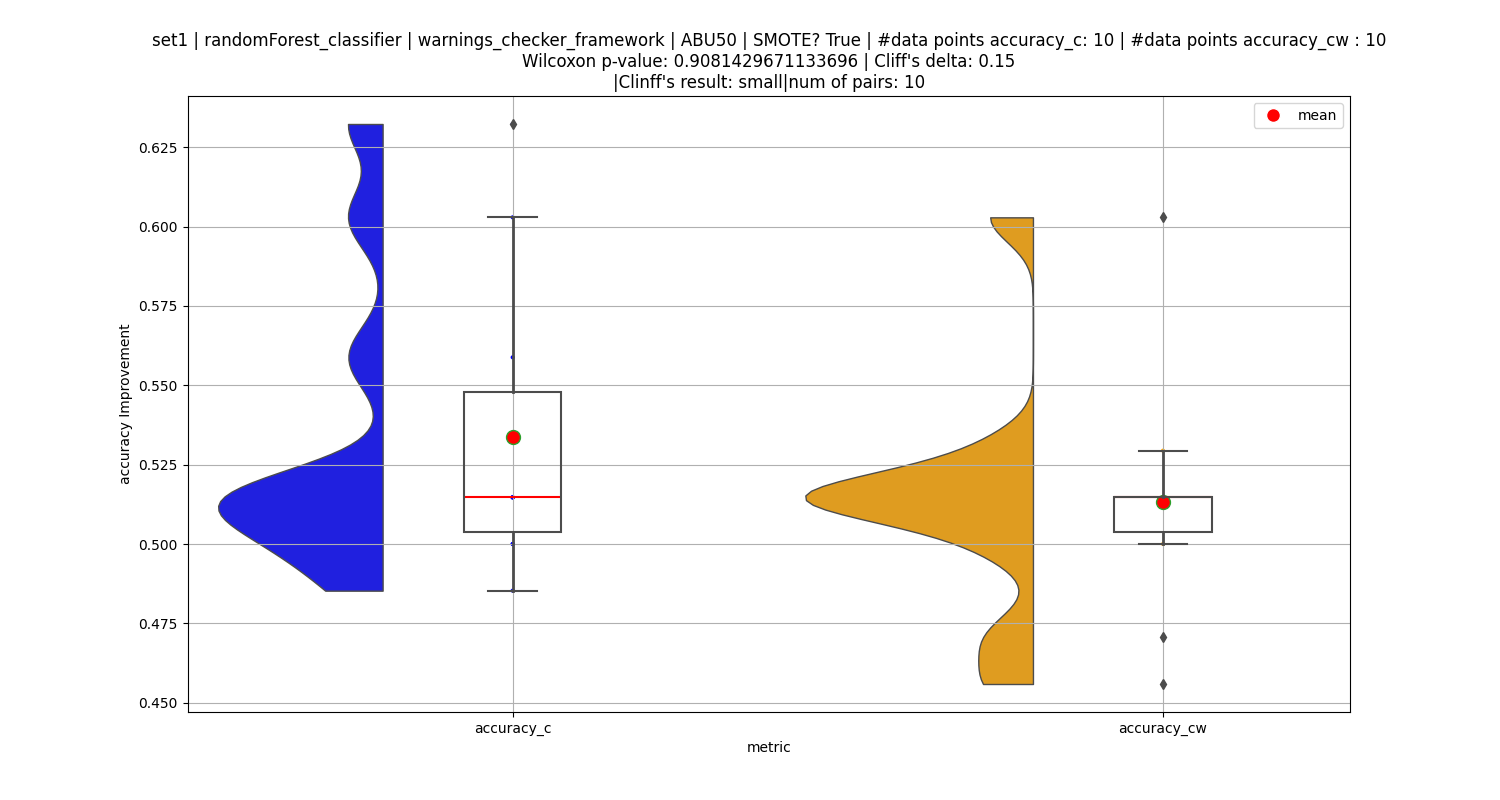 set1 | randomForest_classifier | warnings_checker_framework | ABU50 | SMOTE? True | #data points accuracy_c: 10 | #data points accuracy_cw : 10
Wilcoxon p-value: 0.9081429671133696 | Cliff's delta: 0.15
|Clinff's result: small|num of pairs: 10
mean
0.625
0.600
0.575
0.550
0.525
0.500
0.475
0.450
accuracy Improvement
accuracy_c
accuracy_cw
metric